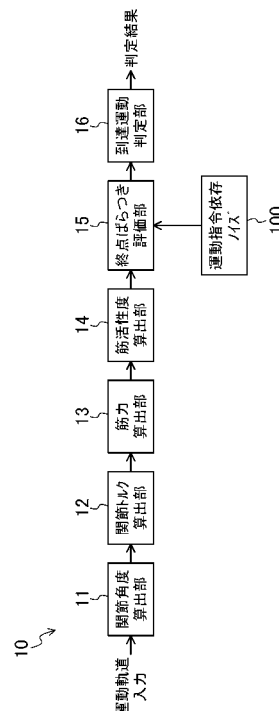 10
運動軌道
入力
11
関節角度
算出部
12
関節トルク
算出部
13
筋力
算出部
14
筋活性度
算出部
15
終点ばらつき
評価部
16
到達運動
判定部
判定結果
運動指令依存
ノイズ
100